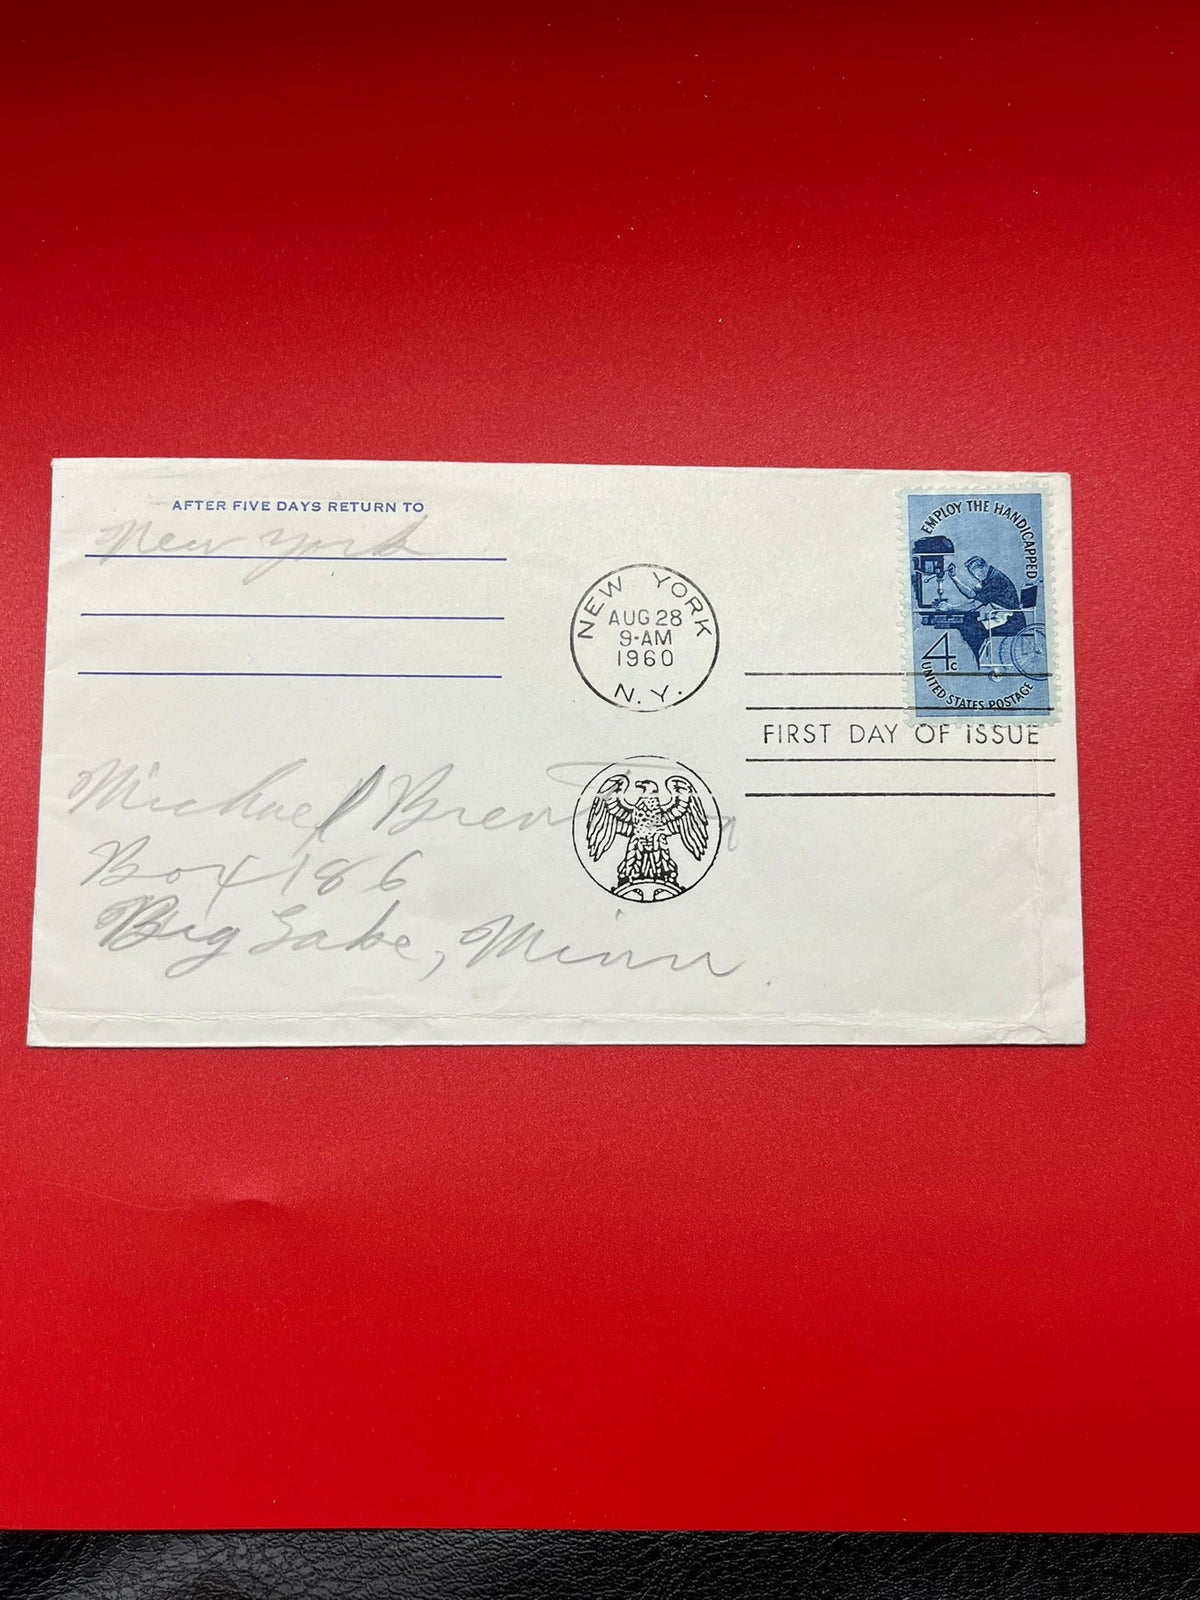 AFTER FIVE DAYS RETURN TO
New York
NEW YORK
AUG 28
9-AM
1960
N.Y.
EMPLOY THE HANDICAPPED
4c
UNITED STATES POSTAGE
FIRST DAY OF ISSUE
Michael
Box 186
Big Lake, Minn